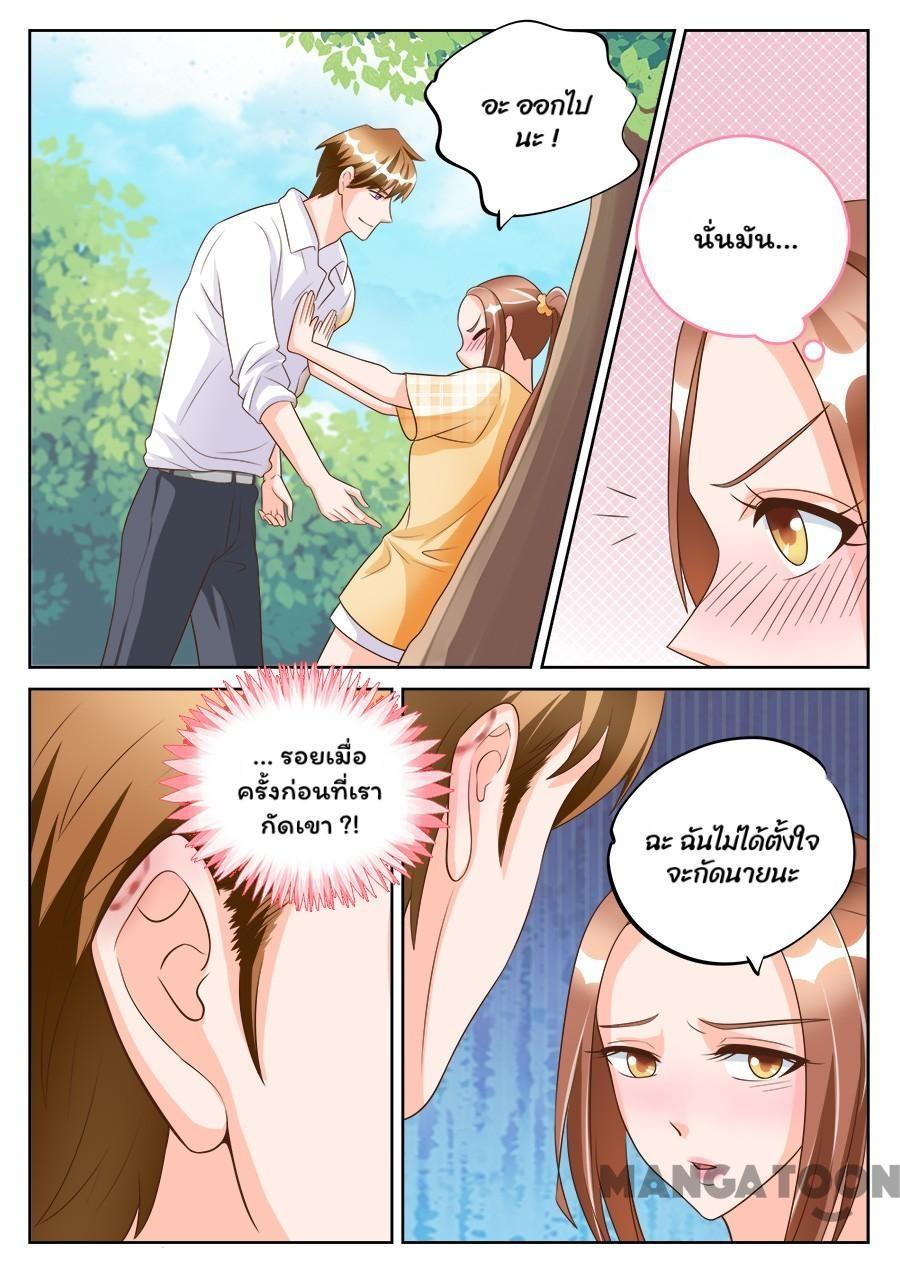 อะ ออกไป
นะ !
นั่นมัน...
... รอยเมื่อ
ครั้งก่อนที่เรา
กัดเขา ?!
ฉะ ฉันไม่ได้ตั้งใจ
จะกัดนายนะ
MANGATOON